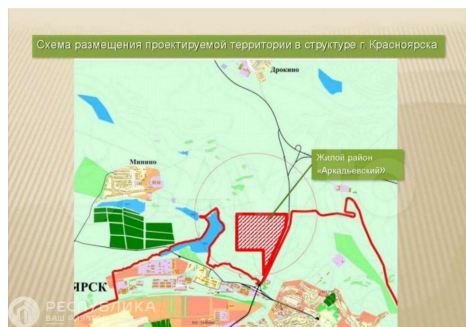 Схема размещения проектируемой территории в структуре г. Красноярска
Дрокино
Минино
Жилой район
«Аркадьевский»
ЯРСК
РЕСПУБЛИКА